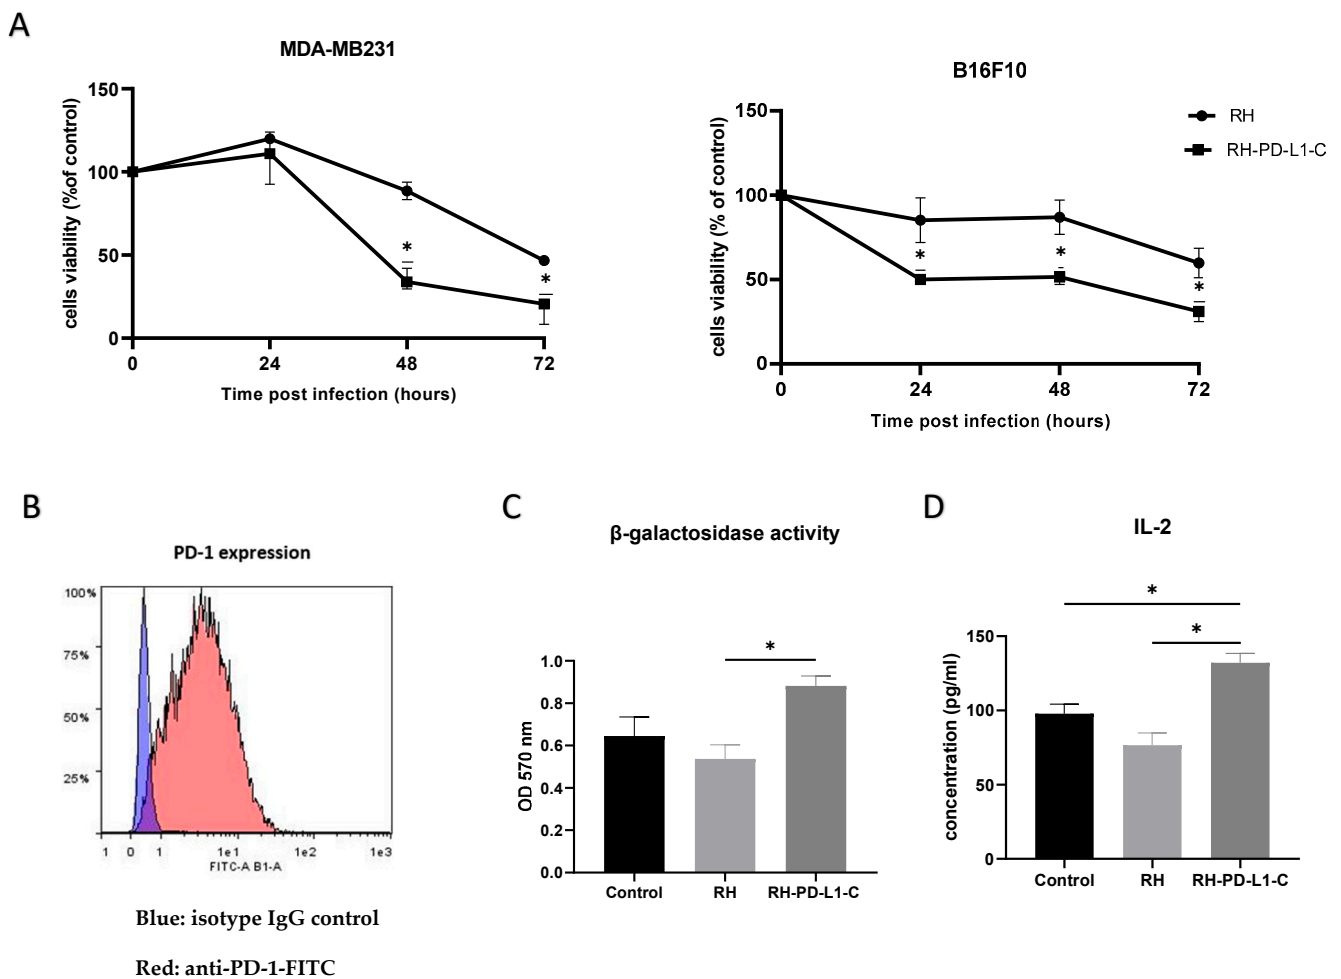 A
MDA-MB231
cells viability (%of control)
150
100
50
0
0 24 48 72
Time post infection (hours)
*
*
B16F10
cells viability (% of control)
150
100
50
0
0 24 48 72
Time post infection (hours)
*
*
*
RH
RH-PD-L1-C
B
PD-1 expression
100%
75%
50%
25%
1 0 1 1e1 1e2 1e3
FITC-A B1-A
Blue: isotype IgG control
Red: anti-PD-1-FITC
C
β-galactosidase activity
*
OD 570 nm
1.0
0.8
0.6
0.4
0.2
0.0
Control RH RH-PD-L1-C
D
IL-2
*
*
concentration (pg/ml)
150
100
50
0
Control RH RH-PD-L1-C